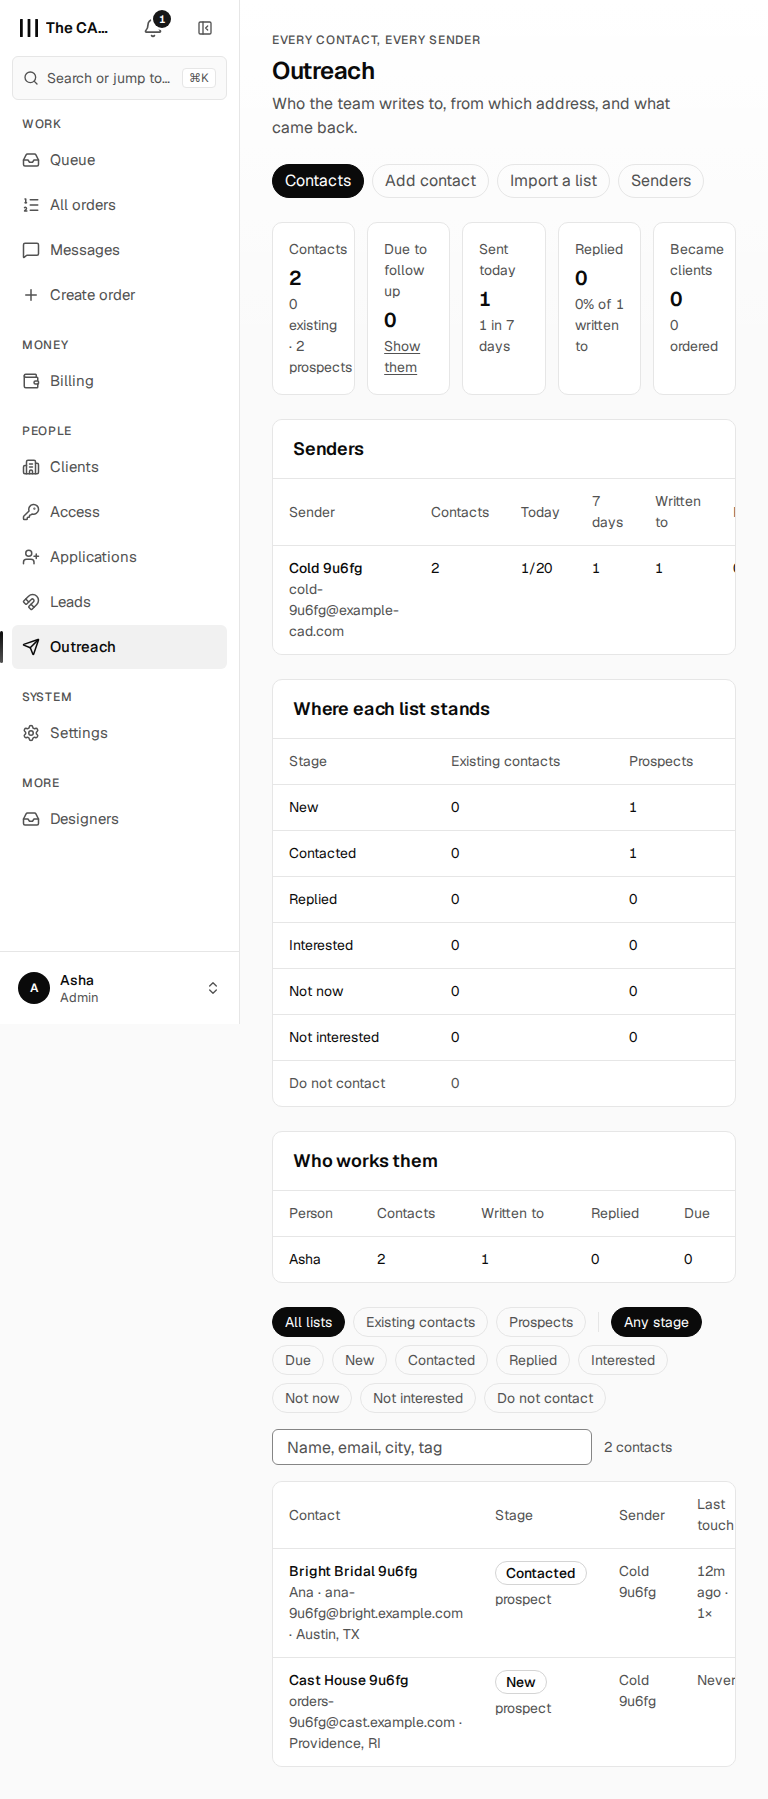 The CA...
1
Search or jump to...
⌘K
WORK
Queue
All orders
Messages
Create order
MONEY
Billing
PEOPLE
Clients
Access
Applications
Leads
Outreach
SYSTEM
Settings
MORE
Designers
A
Asha
Admin
EVERY CONTACT, EVERY SENDER
Outreach
Who the team writes to, from which address, and what
came back.
Contacts
Add contact
Import a list
Senders
Contacts
2
0
existing
· 2
prospects
Due to
follow
up
0
Show
them
Sent
today
1
1 in 7
days
Replied
0
0% of 1
written
to
Became
clients
0
0
ordered
Senders
Sender Contacts Today 7 days Written to
Cold 9u6fg 2 1/20 1 1
cold-
9u6fg@example-
cad.com
Where each list stands
Stage Existing contacts Prospects
New 0 1
Contacted 0 1
Replied 0 0
Interested 0 0
Not now 0 0
Not interested 0 0
Do not contact 0
Who works them
Person Contacts Written to Replied Due
Asha 2 1 0 0
All lists Existing contacts Prospects Any stage
Due New Contacted Replied Interested
Not now Not interested Do not contact
Name, email, city, tag
2 contacts
Contact Stage Sender Last touch
Bright Bridal 9u6fg
Ana · ana-
9u6fg@bright.example.com
· Austin, TX
Contacted
prospect
Cold
9u6fg
12m
ago ·
1×
Cast House 9u6fg
orders-
9u6fg@cast.example.com ·
Providence, RI
New
prospect
Cold
9u6fg
Never